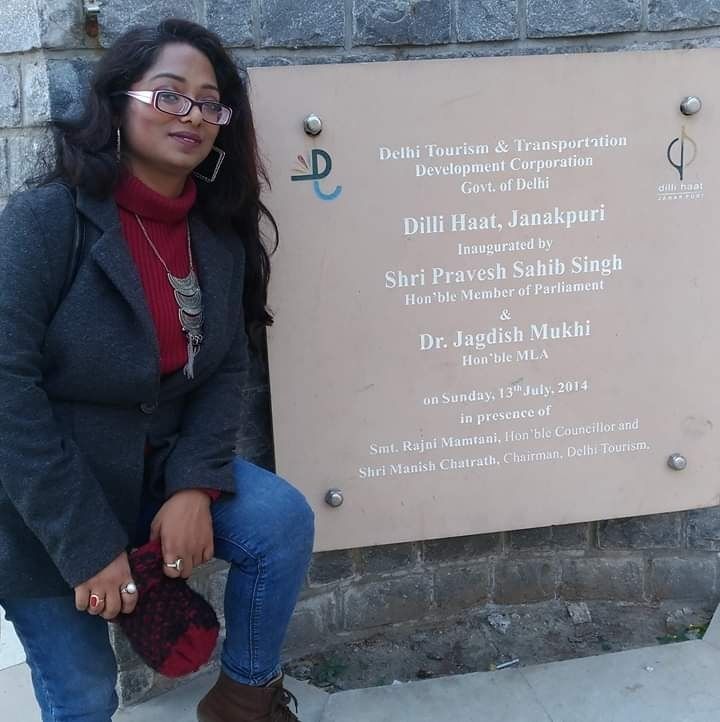 Delhi Tourism & Transportation
Development Corporation
Govt. of Delhi
dilli haat
JANAKPURI
Dilli Haat, Janakpuri
Inaugurated by
Shri Pravesh Sahib Singh
Hon'ble Member of Parliament
&
Dr. Jagdish Mukhi
Hon'ble MLA
on Sunday, 13th July, 2014
in presence of
Smt. Rajni Mamtani, Hon'ble Councillor and
Shri Manish Chatrath, Chairman, Delhi Tourism.